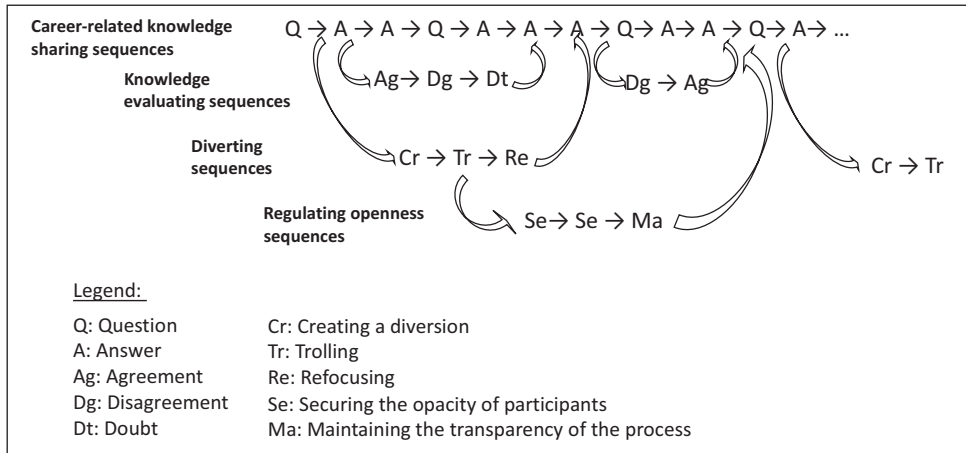 Career-related knowledge
sharing sequences
Q → A → A → Q → A → A → A → Q → A → A → Q → A → ...
Knowledge
evaluating sequences
Ag → Dg → Dt
Dg → Ag
Diverting
sequences
Cr → Tr → Re
Cr → Tr
Regulating openness
sequences
Se → Se → Ma
Legend:
Q: Question
A: Answer
Ag: Agreement
Dg: Disagreement
Dt: Doubt
Cr: Creating a diversion
Tr: Trolling
Re: Refocusing
Se: Securing the opacity of participants
Ma: Maintaining the transparency of the process